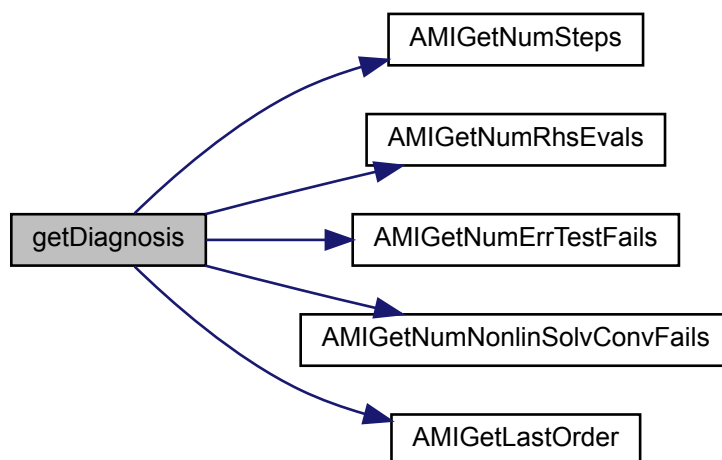 AMIGetNumSteps
AMIGetNumRhsEvals
getDiagnosis
AMIGetNumErrTestFails
AMIGetNumNonlinSolvConvFails
AMIGetLastOrder